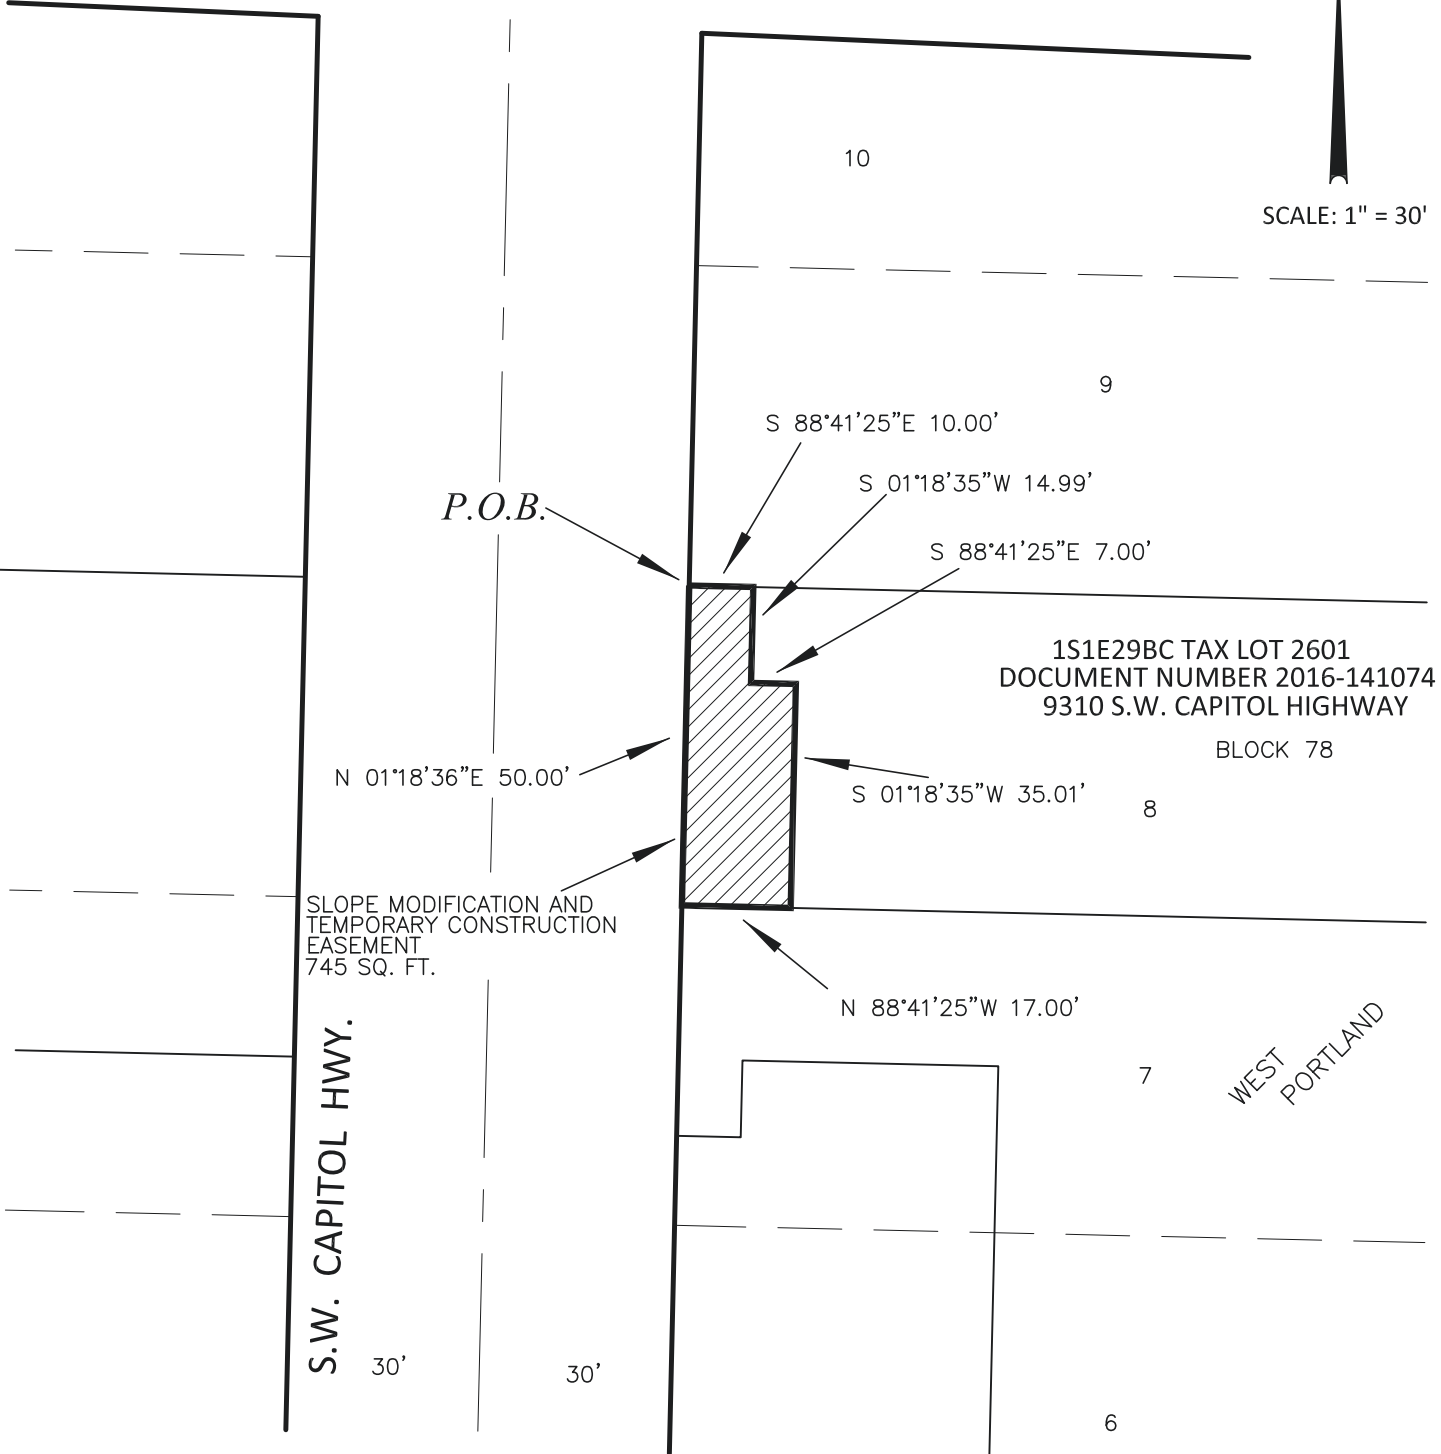 10
SCALE: 1" = 30'
9
S 88°41'25"E 10.00'
S 01°18'35"W 14.99'
P.O.B.
S 88°41'25"E 7.00'
1S1E29BC TAX LOT 2601
DOCUMENT NUMBER 2016-141074
9310 S.W. CAPITOL HIGHWAY
BLOCK 78
N 01°18'36"E 50.00'
S 01°18'35"W 35.01'
8
SLOPE MODIFICATION AND
TEMPORARY CONSTRUCTION
EASEMENT
745 SQ. FT.
N 88°41'25"W 17.00'
S.W. CAPITOL HWY.
7
WEST
PORTLAND
30'
30'
6